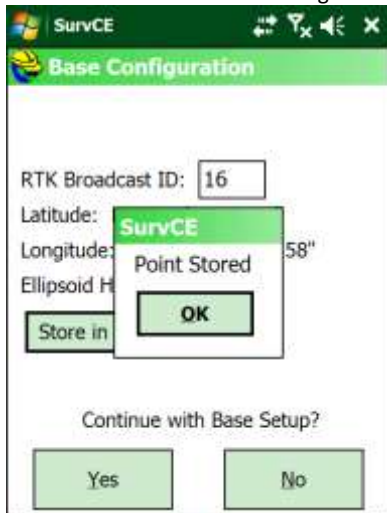 SurvCE
Base Configuration
RTK Broadcast ID: 16
Latitude:
SurvCE
Longitude: 58"
Point Stored
Ellipsoid H
OK
Store in
Continue with Base Setup?
Yes No